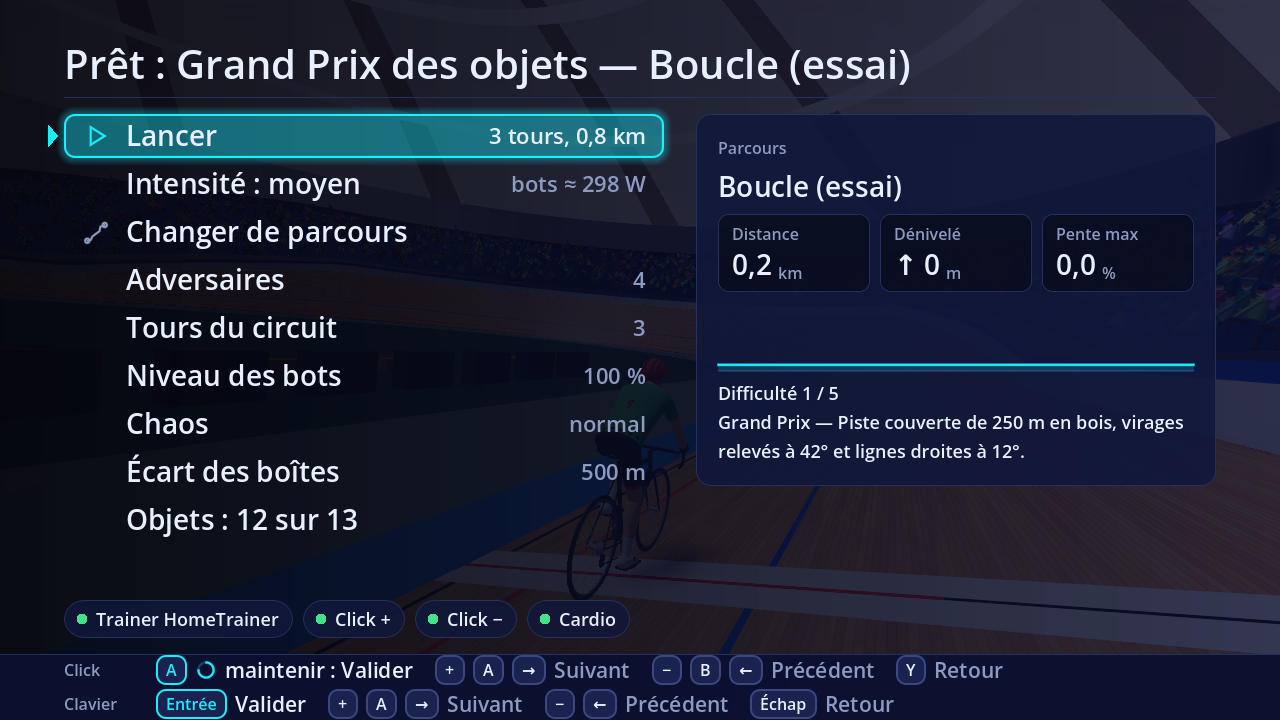 Prêt : Grand Prix des objets — Boucle (essai)
Lancer 3 tours, 0,8 km
Intensité : moyen bots ≈ 298 W
Changer de parcours
Adversaires 4
Tours du circuit 3
Niveau des bots 100 %
Chaos normal
Écart des boîtes 500 m
Objets : 12 sur 13
Parcours
Boucle (essai)
Distance Dénivelé Pente max
0,2 km ↑ 0 m 0,0 %
Difficulté 1 / 5
Grand Prix — Piste couverte de 250 m en bois, virages
relevés à 42° et lignes droites à 12°.
Trainer HomeTrainer Click + Click − Cardio
Click A maintenir : Valider + A → Suivant − B ← Précédent Y Retour
Clavier Entrée Valider + A → Suivant − ← Précédent Échap Retour